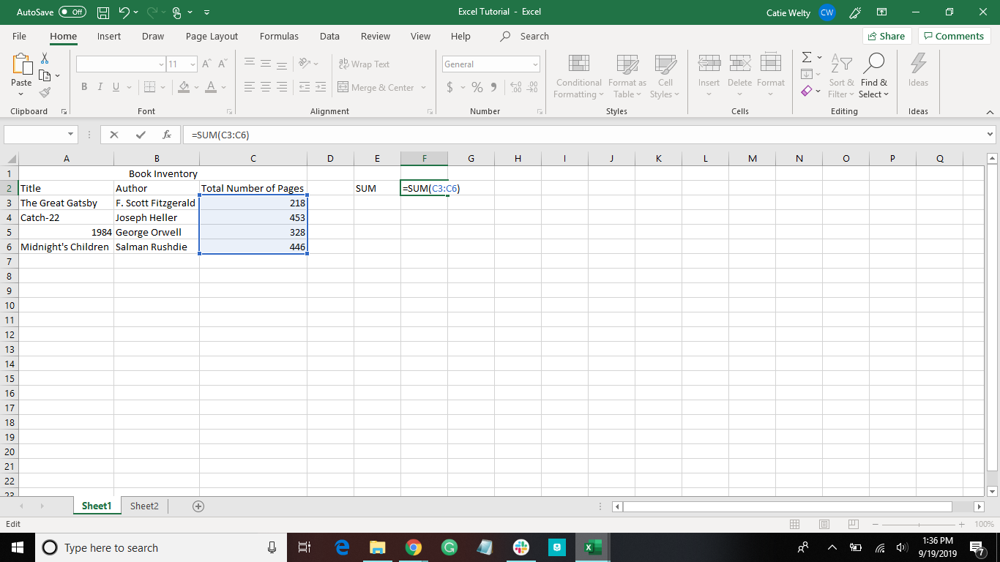 AutoSave Off Excel Tutorial - Excel Catie Welty CW
File Home Insert Draw Page Layout Formulas Data Review View Help Search Share Comments
Paste
11
B I U A
ab Wrap Text
Merge & Center
General
$ % , .00 .00
Conditional Formatting
Format as Table
Cell Styles
Insert Delete Format
Sort & Filter
Find & Select
Ideas
Clipboard Font Alignment Number Styles Cells Editing Ideas
fx =SUM(C3:C6)
A B C D E F G H I J K L M N O P Q
1 Book Inventory
2 Title Author Total Number of Pages SUM =SUM(C3:C6)
3 The Great Gatsby F. Scott Fitzgerald 218
4 Catch-22 Joseph Heller 453
5 1984 George Orwell 328
6 Midnight's Children Salman Rushdie 446
7
8
9
10
11
12
13
14
15
16
17
18
19
20
21
22
23
Sheet1 Sheet2
Edit 100%
Type here to search 1:36 PM
9/19/2019 7